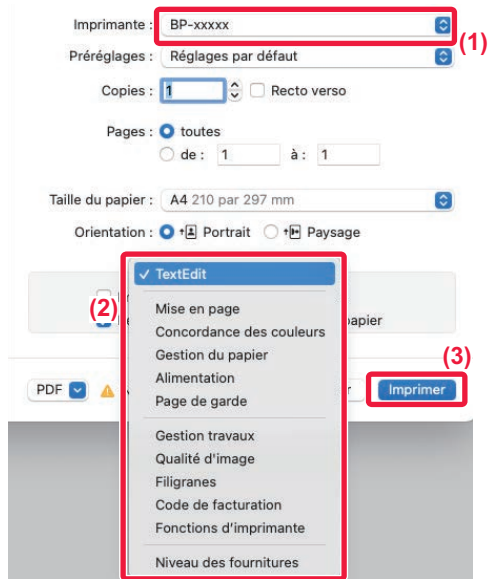 Imprimante : BP-xxxxx
(1)
Préréglages : Réglages par défaut
Copies : 1 Recto verso
Pages : toutes
de : 1 à : 1
Taille du papier : A4 210 par 297 mm
Orientation : Portrait Paysage
✓ TextEdit
(2)
Mise en page
Concordance des couleurs
Gestion du papier
Alimentation
Page de garde
Gestion travaux
Qualité d'image
Filigranes
Code de facturation
Fonctions d'imprimante
Niveau des fournitures
(3)
PDF Imprimer